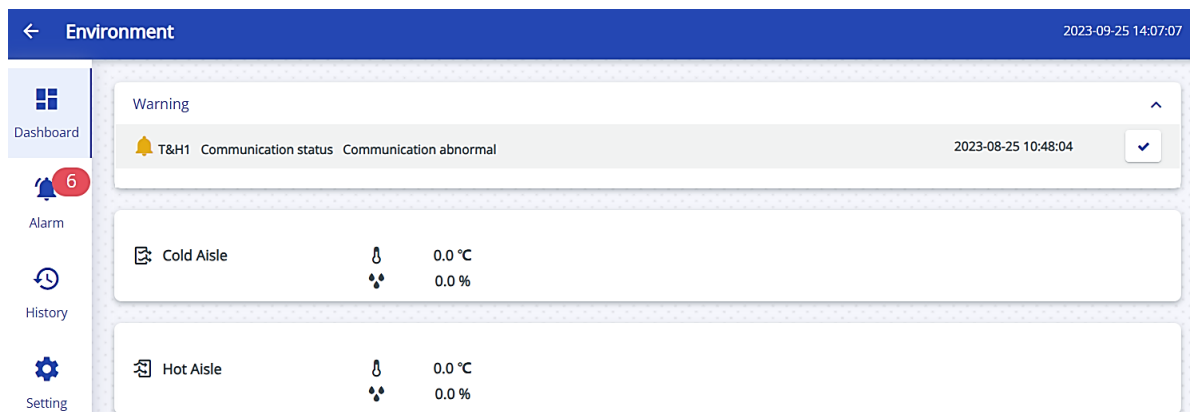 Environment
2023-09-25 14:07:07
Dashboard
6
Alarm
History
Setting
Warning
T&H1 Communication status Communication abnormal
2023-08-25 10:48:04
Cold Aisle
0.0 ℃
0.0 %
Hot Aisle
0.0 ℃
0.0 %